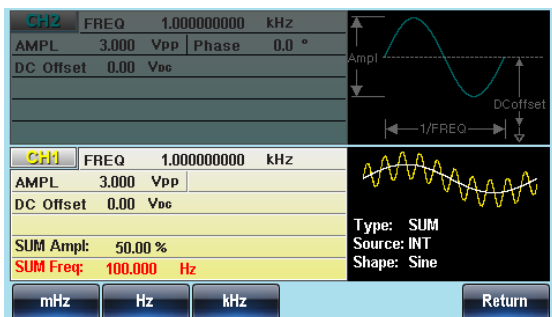 CH2 FREQ 1.000000000 kHz
AMPL 3.000 Vpp Phase 0.0 °
DC Offset 0.00 VDC
Ampl
DCoffset
1/FREQ
CH1 FREQ 1.000000000 kHz
AMPL 3.000 Vpp
DC Offset 0.00 VDC
SUM Ampl: 50.00 %
SUM Freq: 100.000 Hz
Type: SUM
Source: INT
Shape: Sine
mHz Hz kHz Return